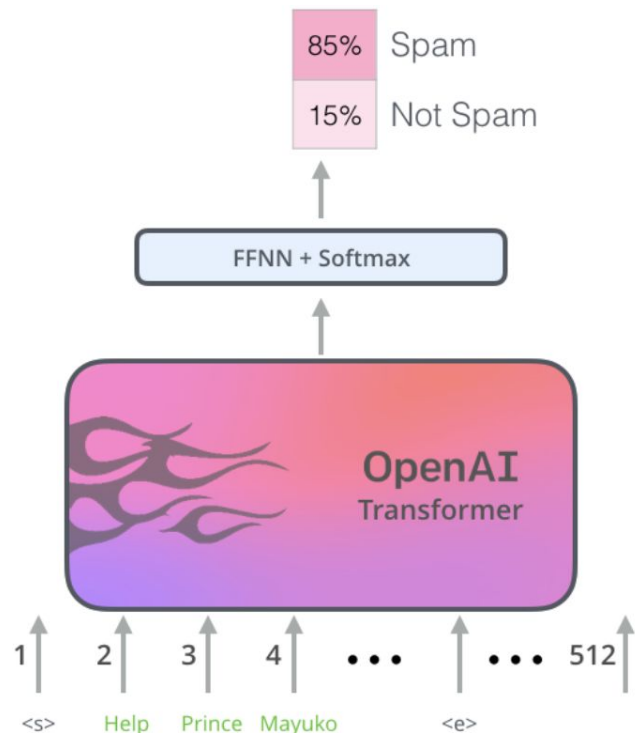 85% Spam
15% Not Spam
FFNN + Softmax
OpenAI
Transformer
1 2 3 4 ••• ••• 512
<s> Help Prince Mayuko <e>